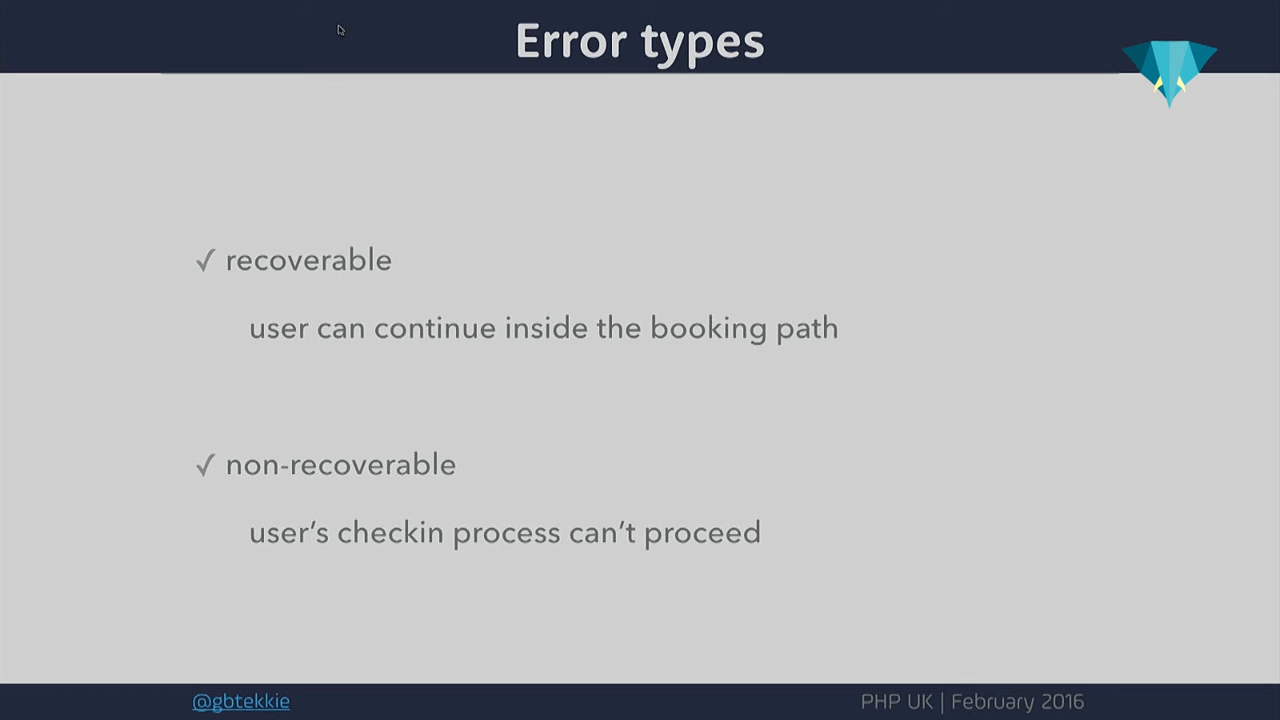 Error types
✓ recoverable
user can continue inside the booking path
✓ non-recoverable
user’s checkin process can’t proceed
@gbtekkie
PHP UK | February 2016